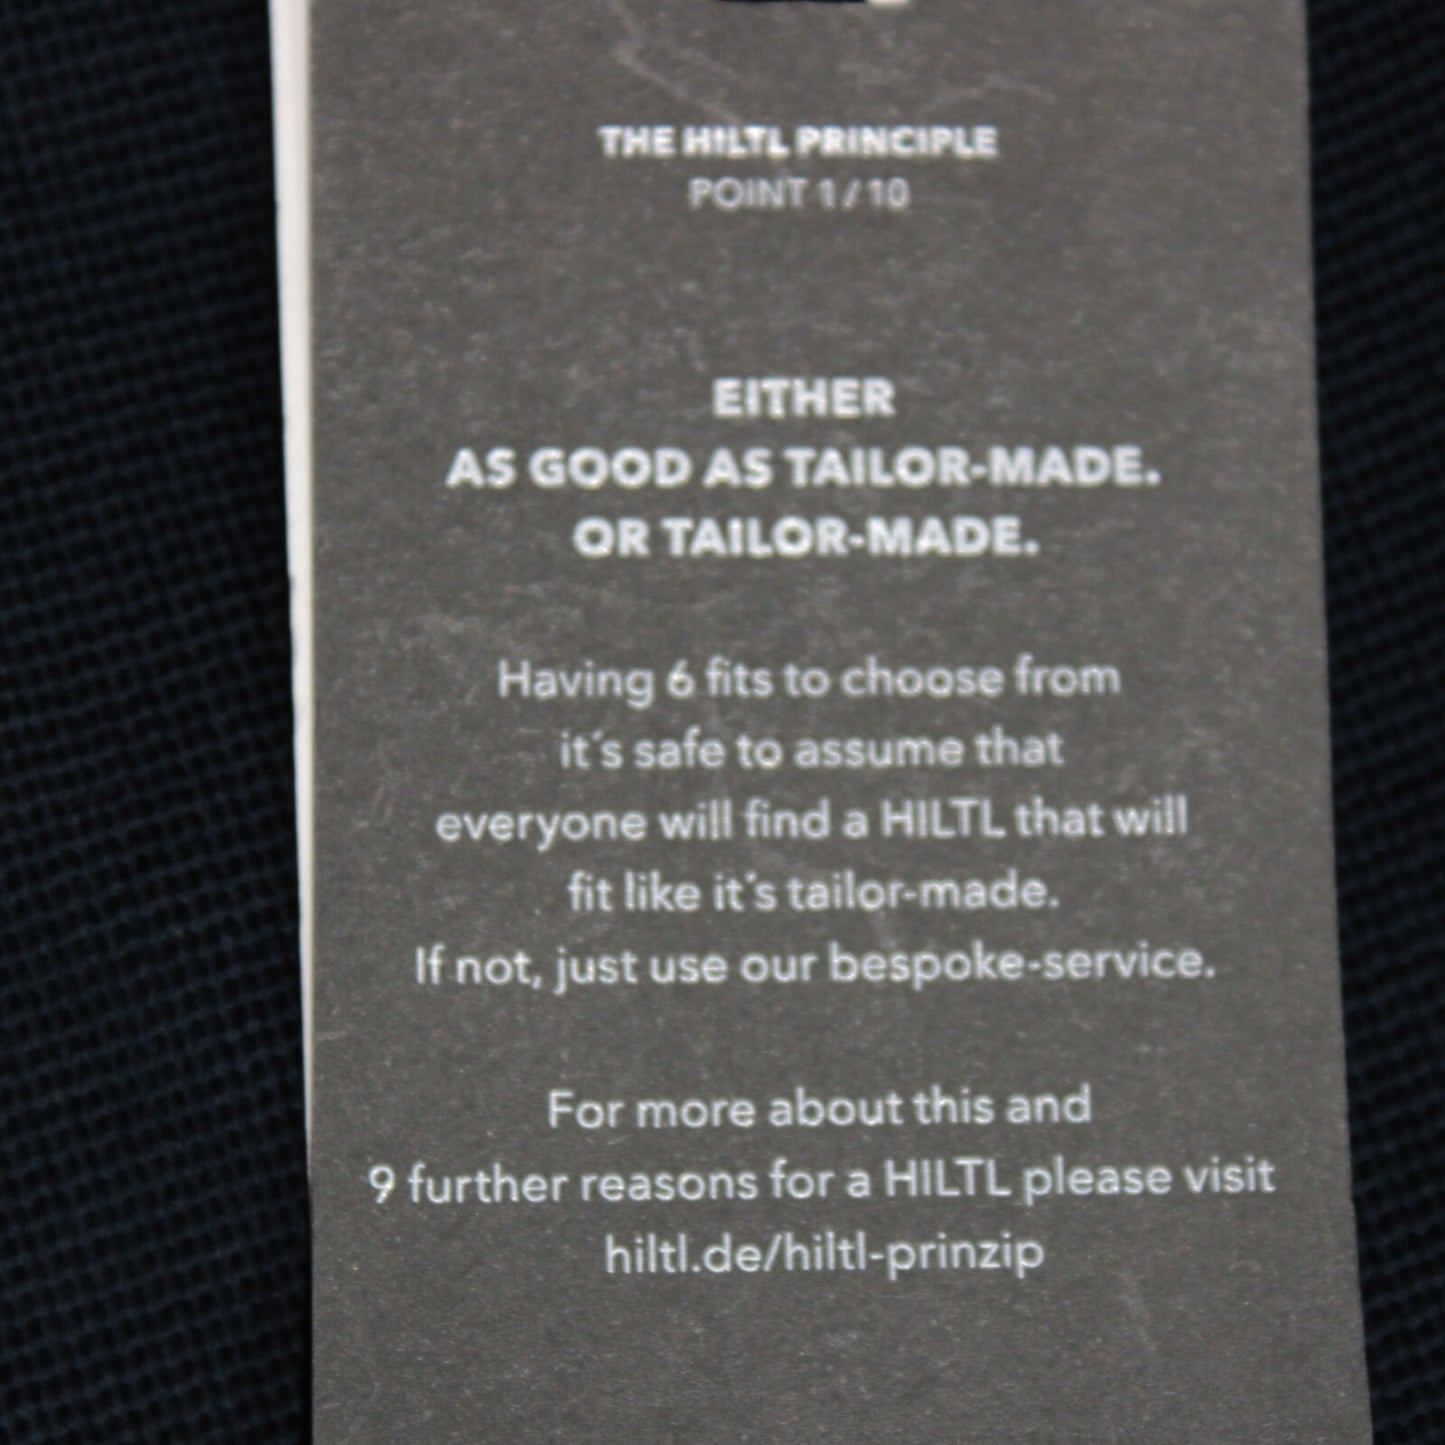 THE HILTL PRINCIPLE
POINT 1 / 10
EITHER
AS GOOD AS TAILOR-MADE.
OR TAILOR-MADE.
Having 6 fits to choose from
it´s safe to assume that
everyone will find a HILTL that will
fit like it´s tailor-made.
If not, just use our bespoke-service.
For more about this and
9 further reasons for a HILTL please visit
hiltl.de/hiltl-prinzip